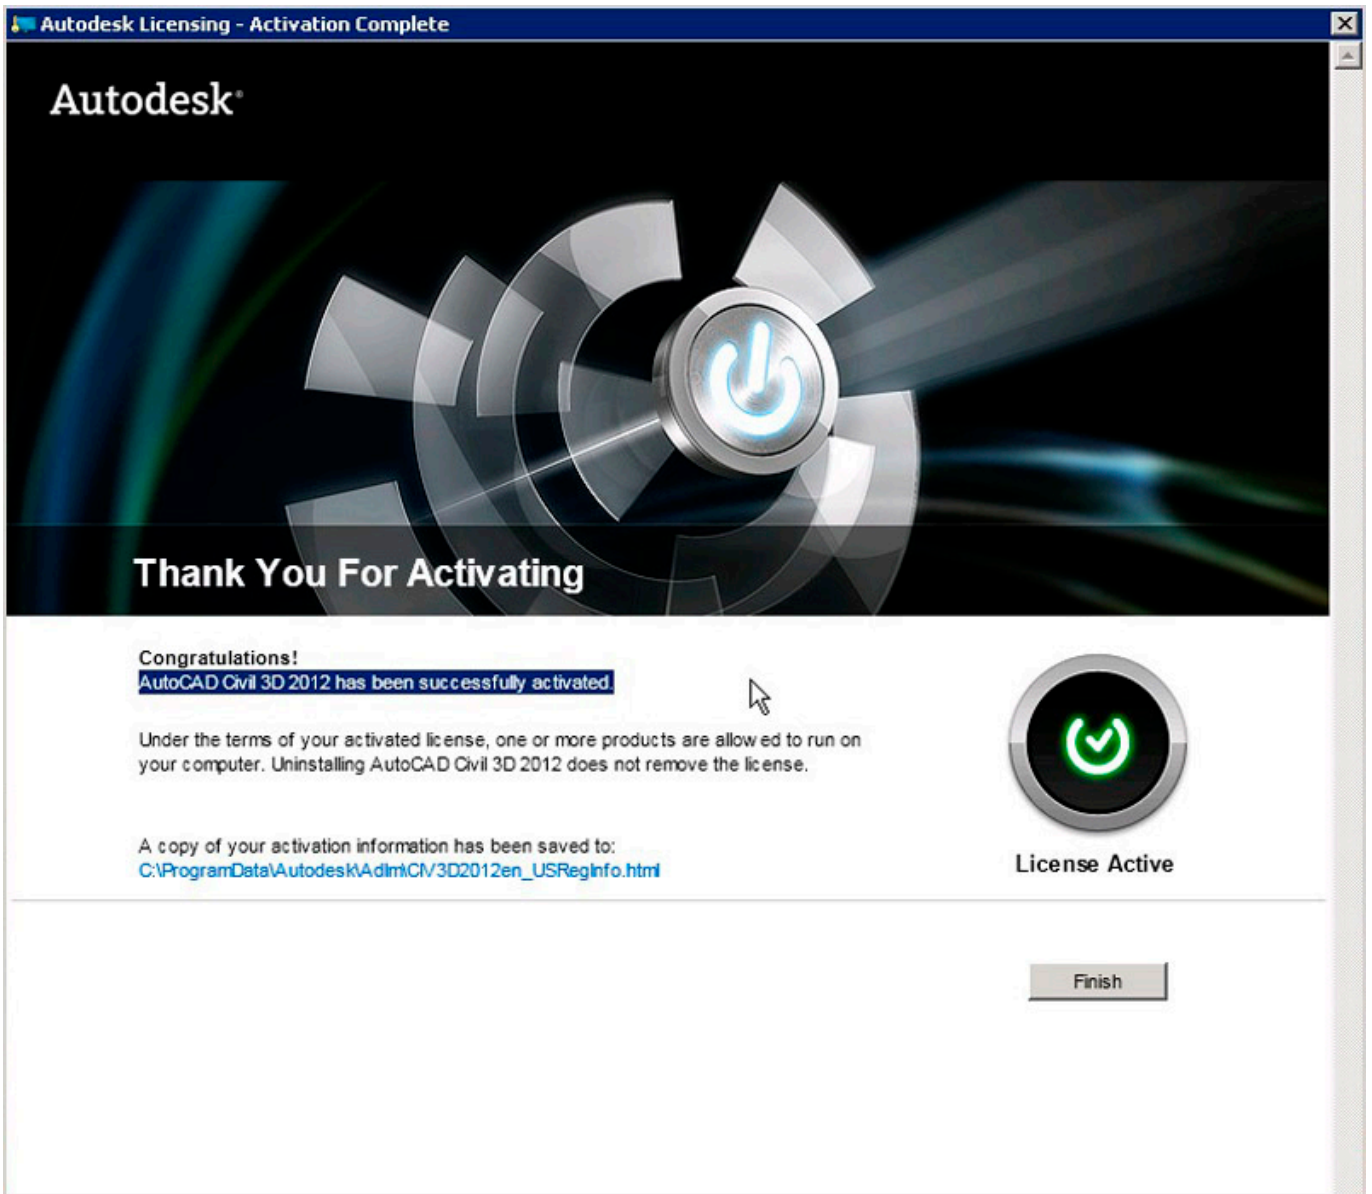 Autodesk Licensing - Activation Complete
Autodesk
Thank You For Activating
Congratulations!
AutoCAD Civil 3D 2012 has been successfully activated.
Under the terms of your activated license, one or more products are allowed to run on
your computer. Uninstalling AutoCAD Civil 3D 2012 does not remove the license.
A copy of your activation information has been saved to:
C:\ProgramData\Autodesk\Adlm\CIV3D2012en_USRegInfo.html
License Active
Finish